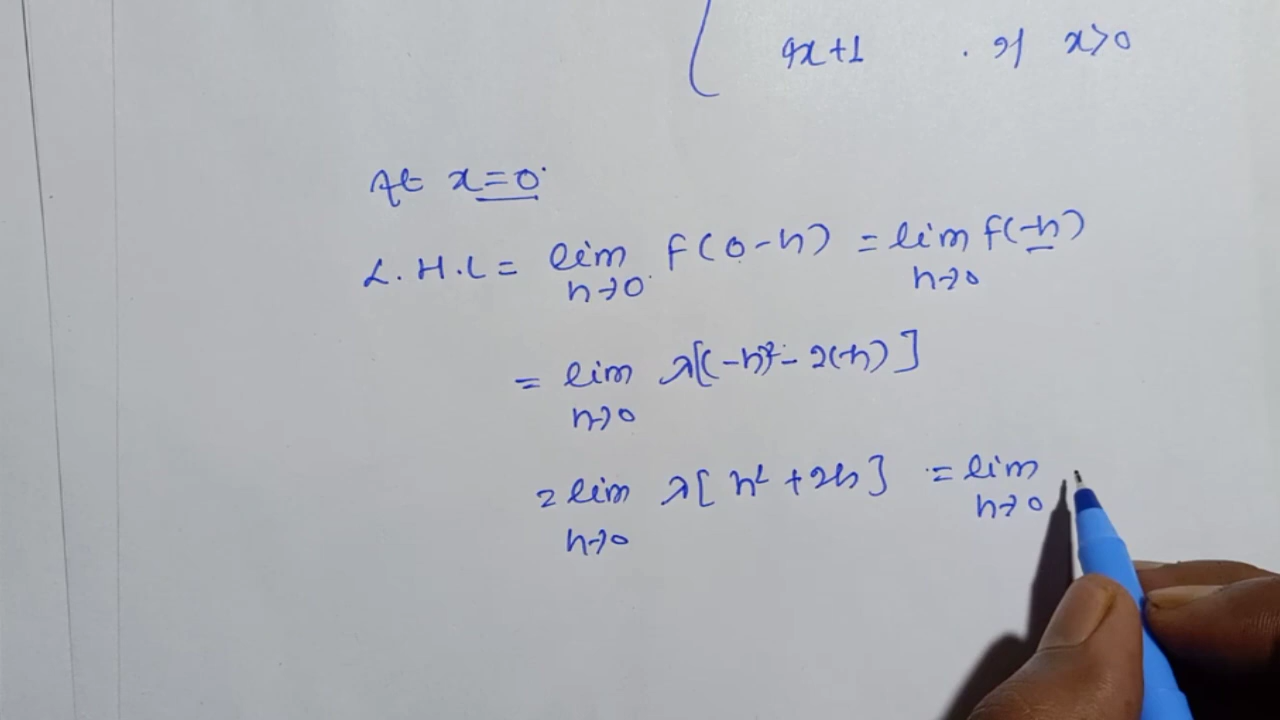 4x+1 . if x>0
At x=0
L.H.L = lim f(0-h) = lim f(-h)
h→0 h→0
= lim λ[(-h)²- 2(-h)]
h→0
= lim λ[h²+2h] = lim
h→0 h→0